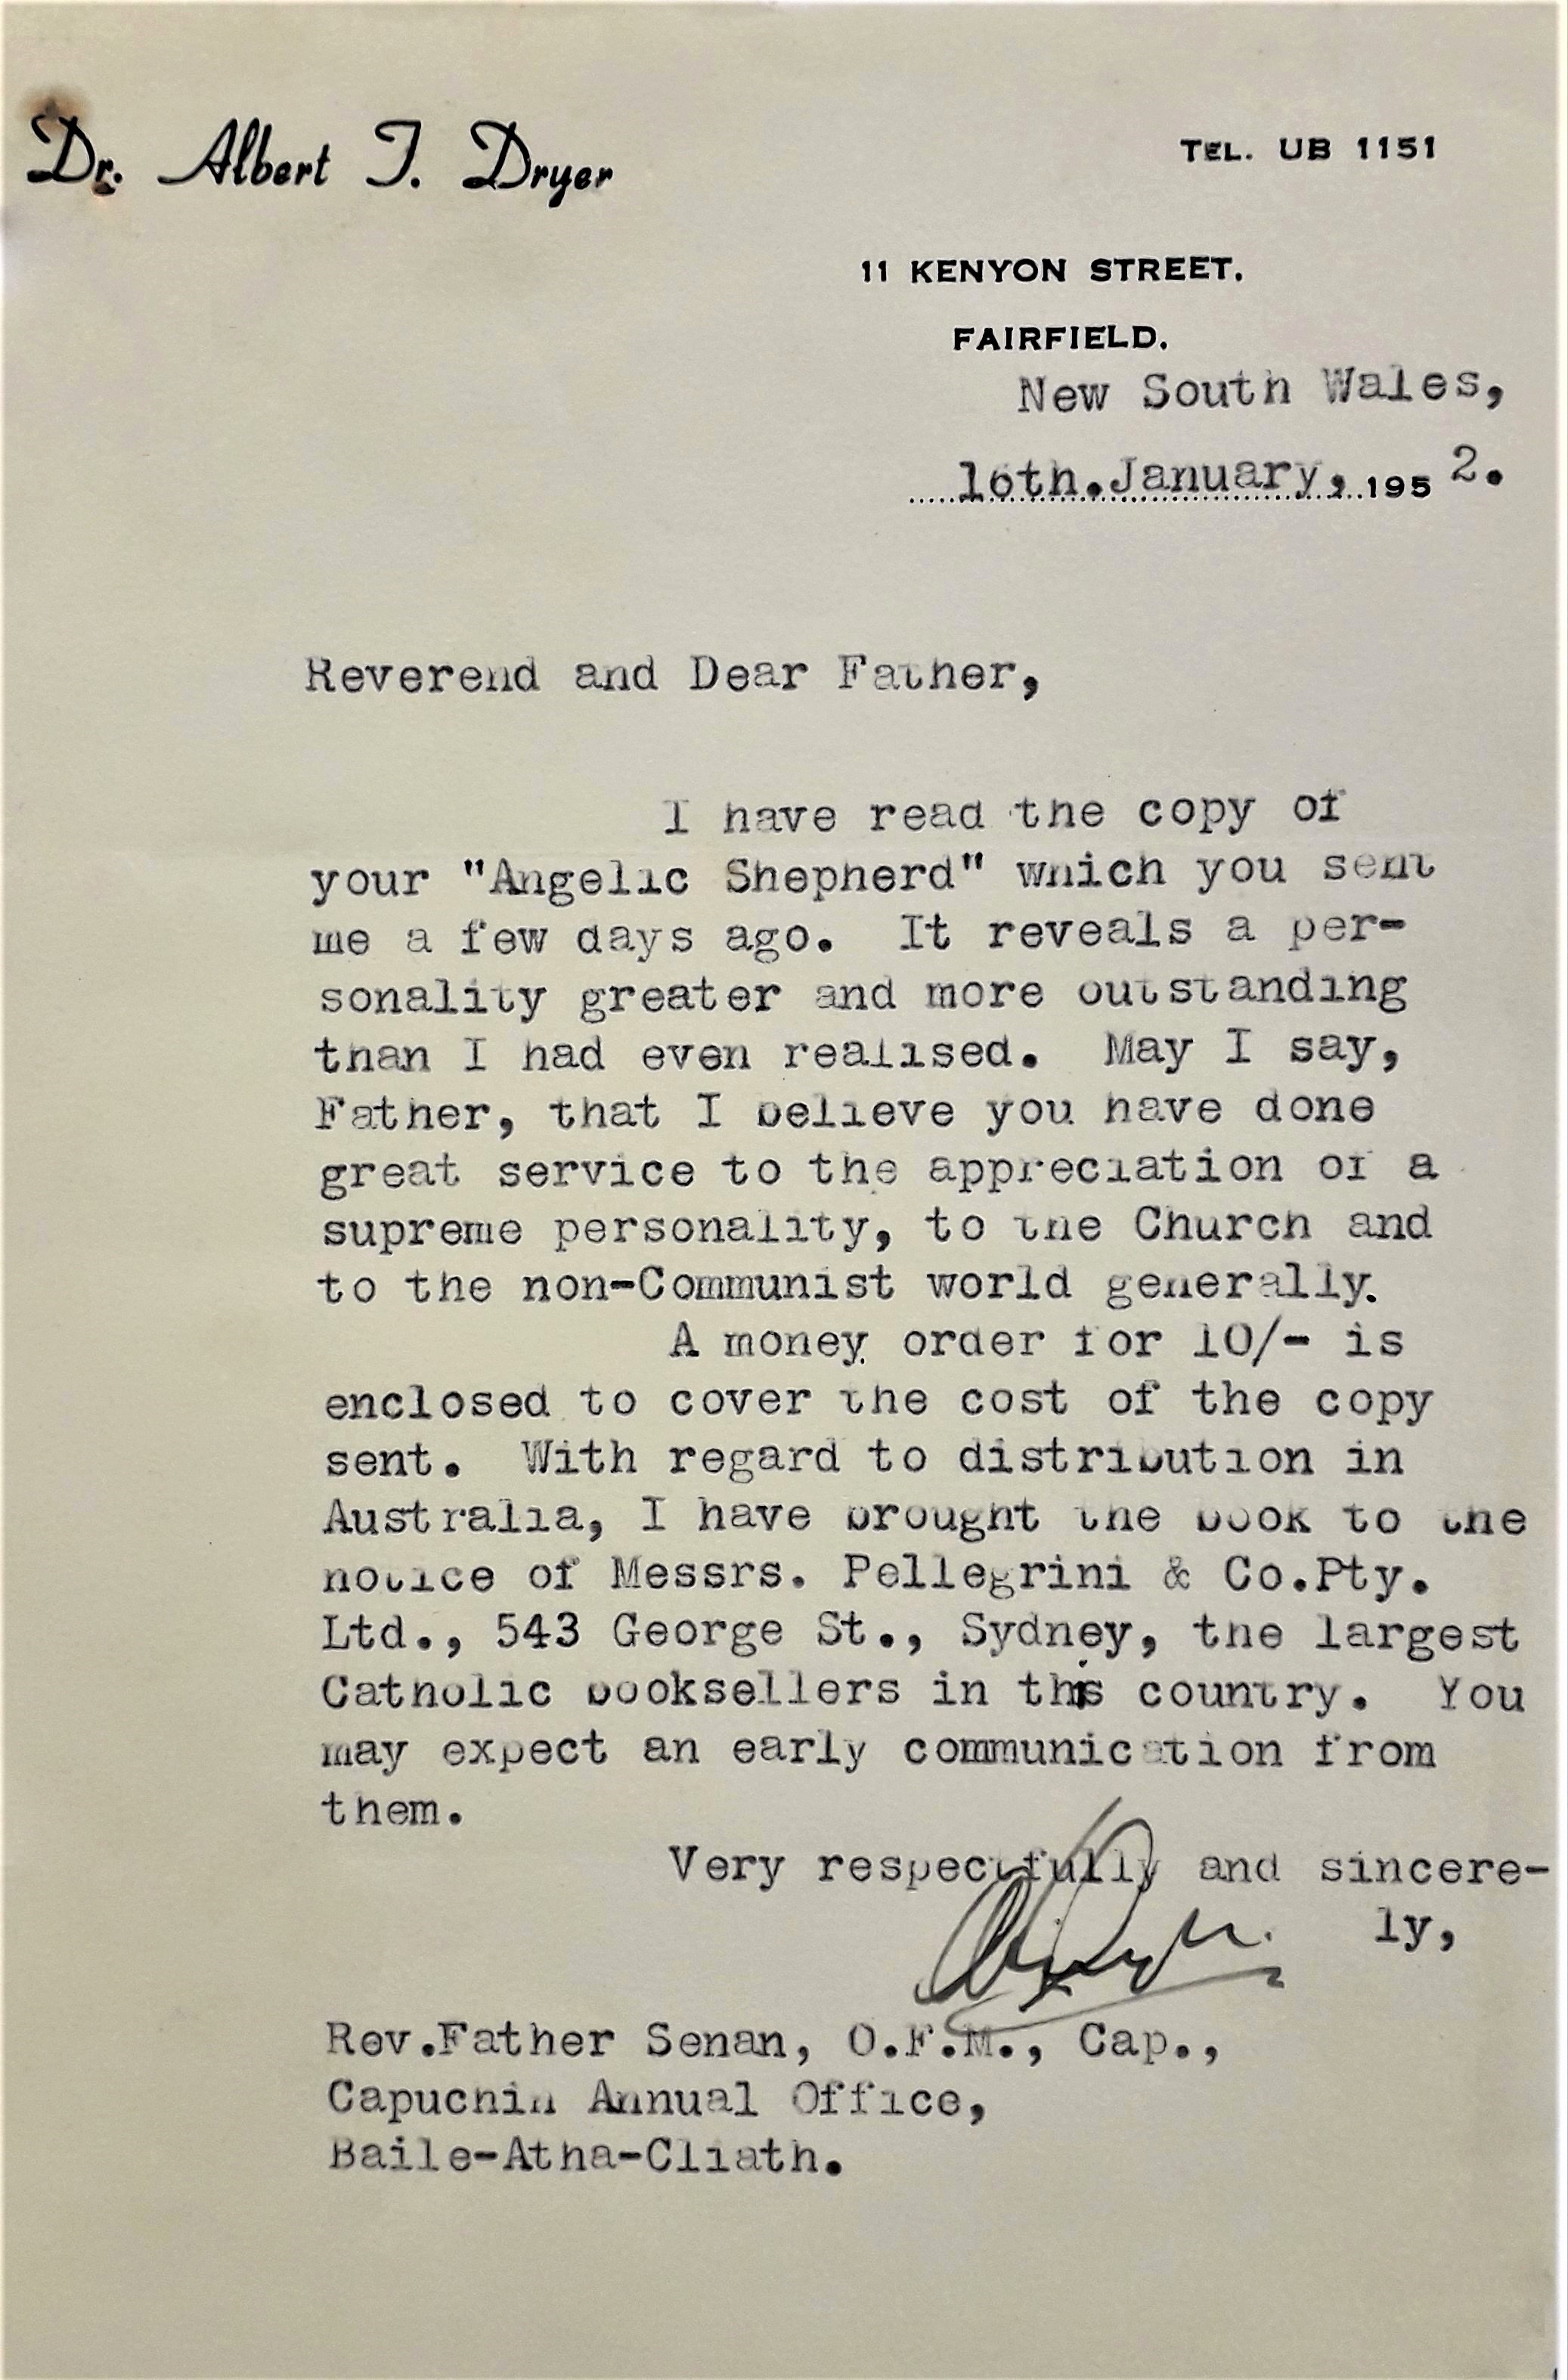 Dr. Albert T. Dryer
TEL. UB 1151
11 KENYON STREET.
FAIRFIELD.
New South Wales,
16th. January, 1952.
Reverend and Dear Father,
I have read the copy of
your "Angelic Shepherd" which you sent
me a few days ago. It reveals a per-
sonality greater and more outstanding
than I had even realised. May I say,
Father, that I believe you have done
great service to the appreciation of a
supreme personality, to the Church and
to the non-Communist world generally.
A money order for 10/- is
enclosed to cover the cost of the copy
sent. With regard to distribution in
Australia, I have brought the book to the
notice of Messrs. Pellegrini & Co.Pty.
Ltd., 543 George St., Sydney, the largest
Catholic booksellers in this country. You
may expect an early communication from
them.
Very respectfully and sincere-
ly,
Rev.Father Senan, O.F.M., Cap.,
Capuchin Annual Office,
Baile-Atha-Cliath.